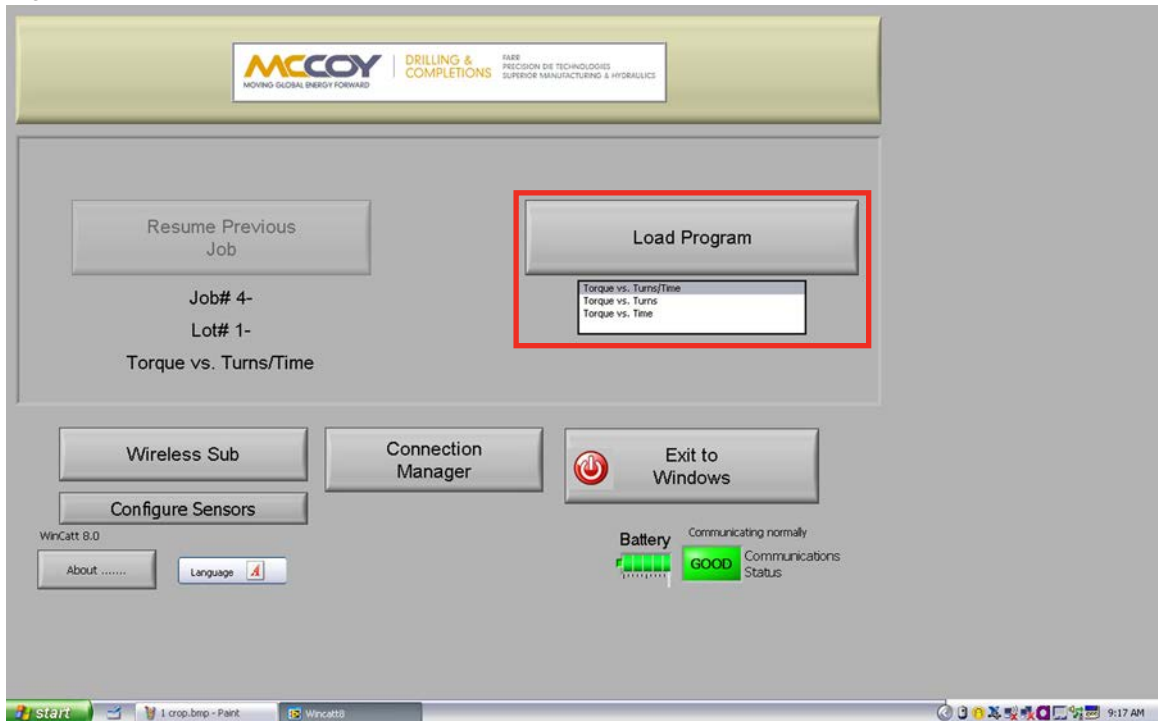 MCCOY
MOVING GLOBAL ENERGY FORWARD
DRILLING &
COMPLETIONS
FARR
PRECISION DIE TECHNOLOGIES
SUPERIOR MANUFACTURING & HYDRAULICS
Resume Previous
Job
Job# 4-
Lot# 1-
Torque vs. Turns/Time
Load Program
Torque vs. Turns/Time
Torque vs. Turns
Torque vs. Time
Wireless Sub
Connection
Manager
Exit to
Windows
Configure Sensors
WinCatt 8.0
About .......
Language A
Battery
Communicating normally
GOOD
Communications
Status
start
1 crop.bmp - Paint
Wincatt8
9:17 AM